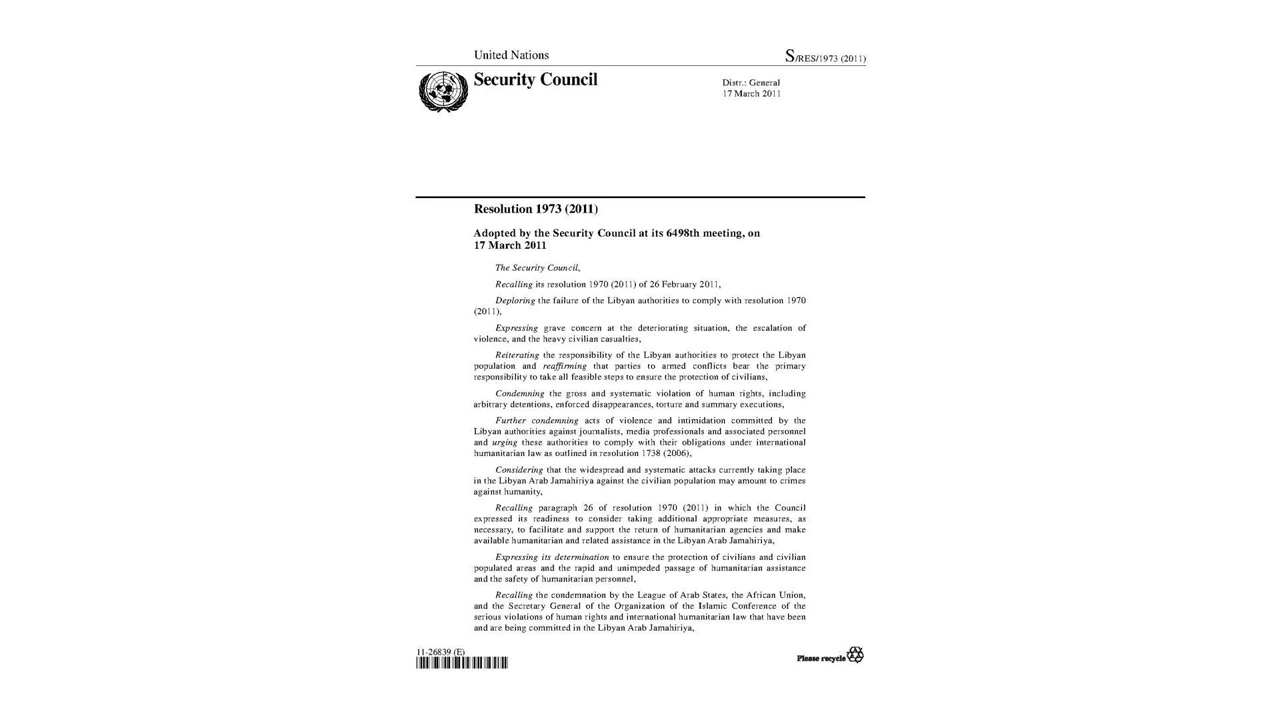 United Nations
S/RES/1973 (2011)
Security Council
Distr.: General
17 March 2011
Resolution 1973 (2011)
Adopted by the Security Council at its 6498th meeting, on
17 March 2011
The Security Council,
Recalling its resolution 1970 (2011) of 26 February 2011,
Deploring the failure of the Libyan authorities to comply with resolution 1970
(2011),
Expressing grave concern at the deteriorating situation, the escalation of
violence, and the heavy civilian casualties,
Reiterating the responsibility of the Libyan authorities to protect the Libyan
population and reaffirming that parties to armed conflicts bear the primary
responsibility to take all feasible steps to ensure the protection of civilians,
Condemning the gross and systematic violation of human rights, including
arbitrary detentions, enforced disappearances, torture and summary executions,
Further condemning acts of violence and intimidation committed by the
Libyan authorities against journalists, media professionals and associated personnel
and urging these authorities to comply with their obligations under international
humanitarian law as outlined in resolution 1738 (2006),
Considering that the widespread and systematic attacks currently taking place
in the Libyan Arab Jamahiriya against the civilian population may amount to crimes
against humanity,
Recalling paragraph 26 of resolution 1970 (2011) in which the Council
expressed its readiness to consider taking additional appropriate measures, as
necessary, to facilitate and support the return of humanitarian agencies and make
available humanitarian and related assistance in the Libyan Arab Jamahiriya,
Expressing its determination to ensure the protection of civilians and civilian
populated areas and the rapid and unimpeded passage of humanitarian assistance
and the safety of humanitarian personnel,
Recalling the condemnation by the League of Arab States, the African Union,
and the Secretary General of the Organization of the Islamic Conference of the
serious violations of human rights and international humanitarian law that have been
and are being committed in the Libyan Arab Jamahiriya,
11-26839 (E)
Please recycle